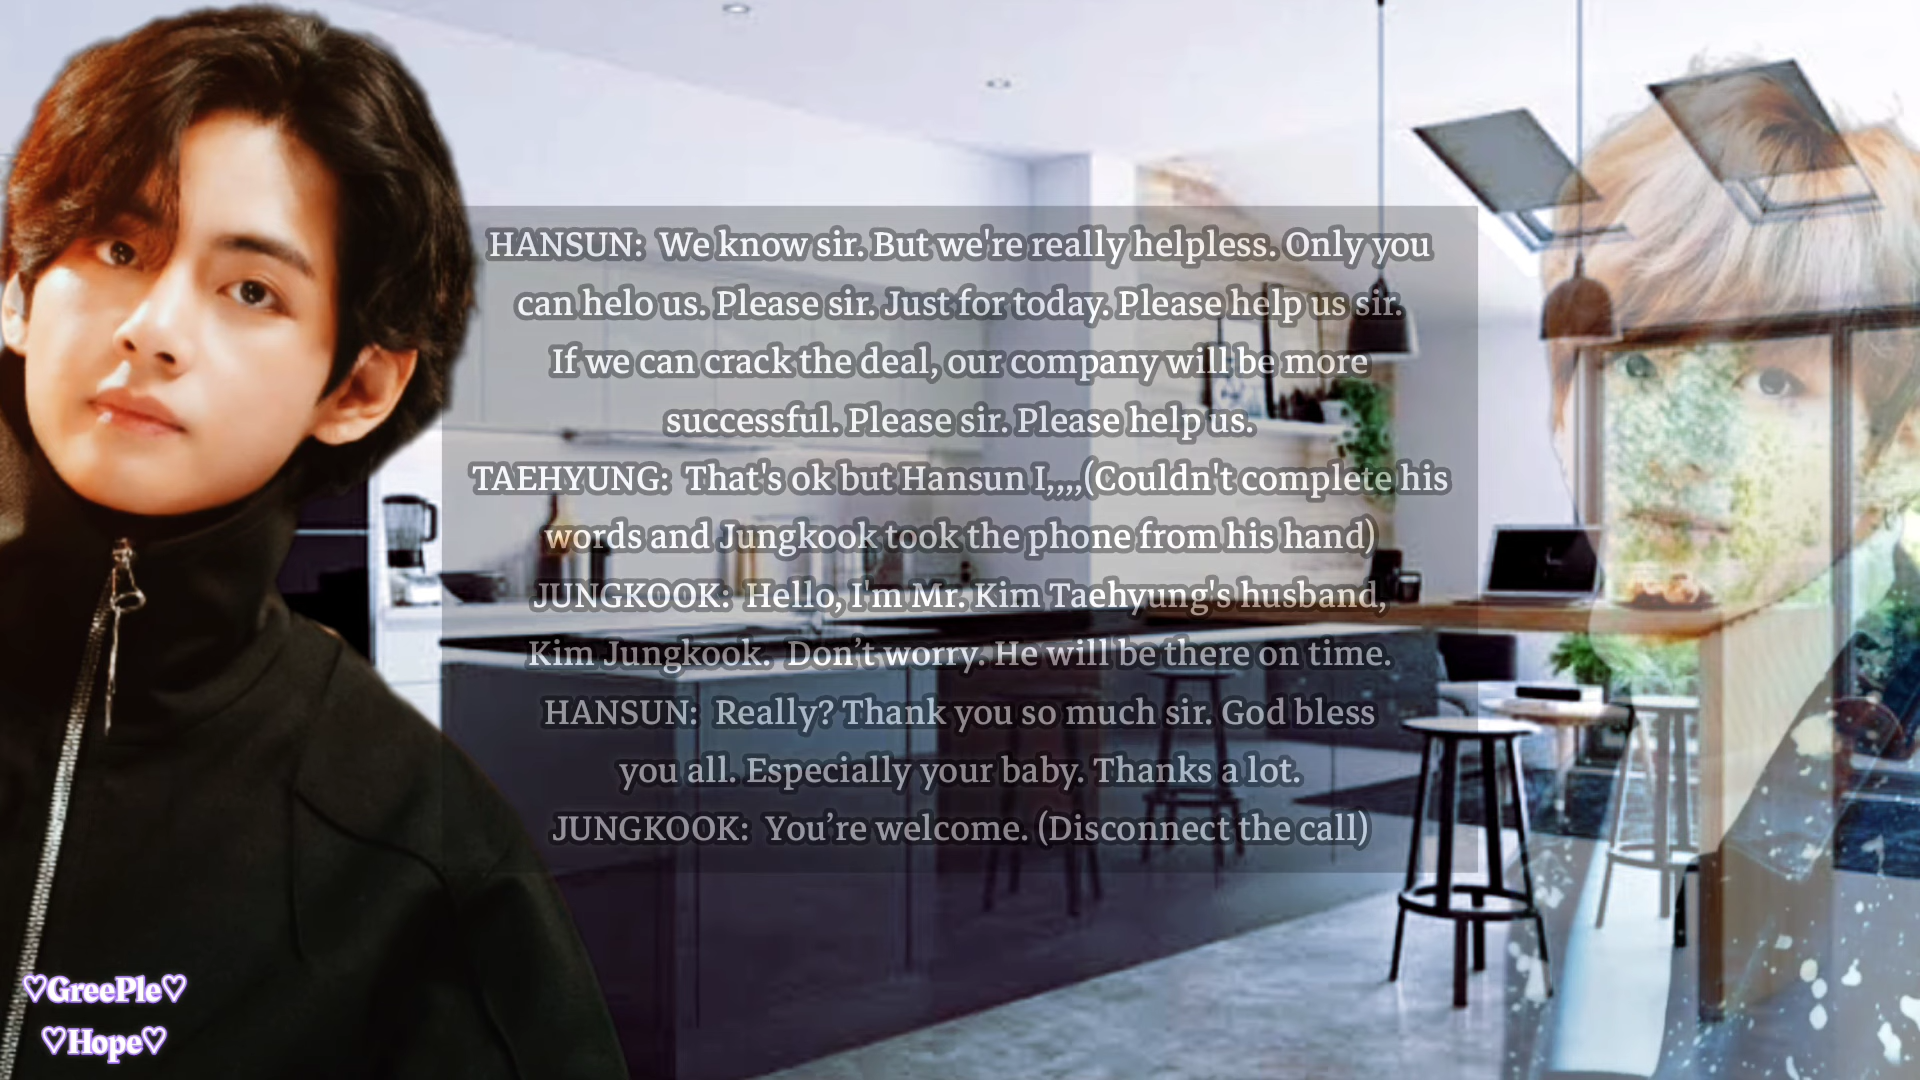 HANSUN: We know sir. But we're really helpless. Only you
can helo us. Please sir. Just for today. Please help us sir.
If we can crack the deal, our company will be more
successful. Please sir. Please help us.
TAEHYUNG: That's ok but Hansun I,,,,(Couldn't complete his
words and Jungkook took the phone from his hand)
JUNGKOOK: Hello, I'm Mr. Kim Taehyung's husband,
Kim Jungkook. Don’t worry. He will be there on time.
HANSUN: Really? Thank you so much sir. God bless
you all. Especially your baby. Thanks a lot.
JUNGKOOK: You’re welcome. (Disconnect the call)
♡GreePle♡
♡Hope♡